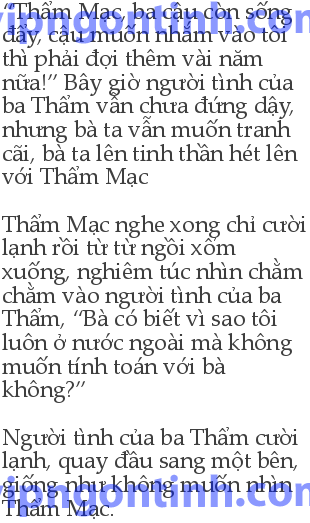 “Thẩm Mạc, ba cậu còn sống
đấy, cậu muốn nhắm vào tôi
thì phải đợi thêm vài năm
nữa!” Bây giờ người tình của
ba Thẩm vẫn chưa đứng dậy,
nhưng bà ta vẫn muốn tranh
cãi, bà ta lên tinh thần hét lên
với Thẩm Mạc
Thẩm Mạc nghe xong chỉ cười
lạnh rồi từ từ ngồi xổm
xuống, nghiêm túc nhìn chằm
chằm vào người tình của ba
Thẩm, “Bà có biết vì sao tôi
luôn ở nước ngoài mà không
muốn tính toán với bà
không?”
Người tình của ba Thẩm cười
lạnh, quay đầu sang một bên,
giống như không muốn nhìn
Thẩm Mạc.